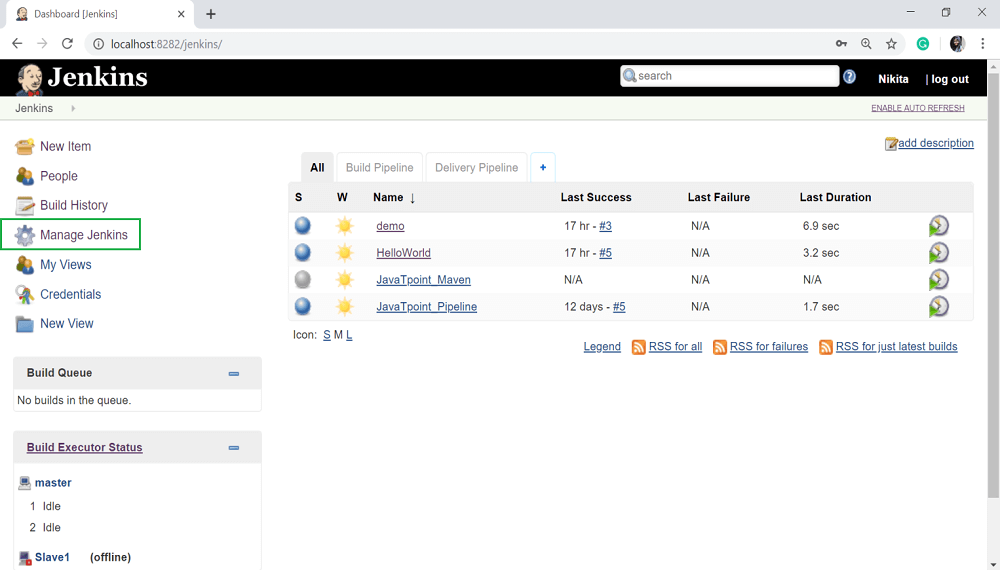 Dashboard [Jenkins]
localhost:8282/jenkins/
Jenkins
search
Nikita | log out
Jenkins
ENABLE AUTO REFRESH
New Item
People
Build History
Manage Jenkins
My Views
Credentials
New View
add description
All Build Pipeline Delivery Pipeline +
S W Name ↓ Last Success Last Failure Last Duration
demo 17 hr - #3 N/A 6.9 sec
HelloWorld 17 hr - #5 N/A 3.2 sec
JavaTpoint_Maven N/A N/A N/A
JavaTpoint_Pipeline 12 days - #5 N/A 1.7 sec
Icon: S M L
Legend RSS for all RSS for failures RSS for just latest builds
Build Queue
No builds in the queue.
Build Executor Status
master
1 Idle
2 Idle
Slave1 (offline)